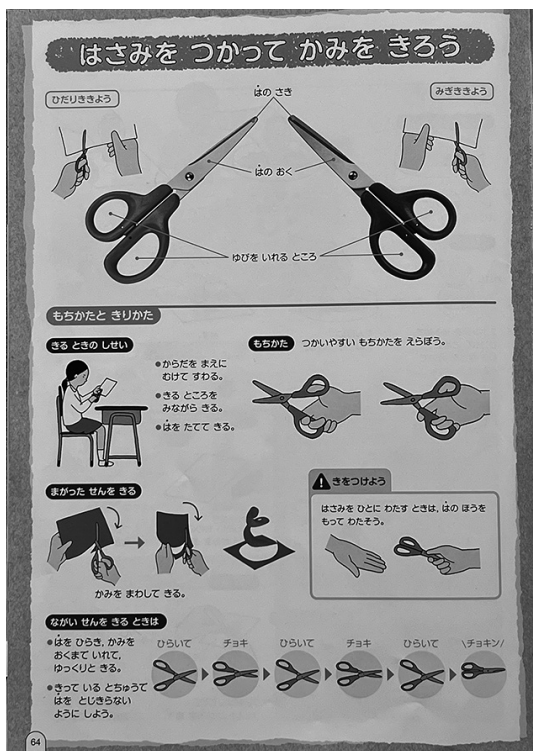 はさみを つかって かみを きろう
ひだりききよう
みぎききよう
はの さき
はの おく
ゆびを いれる ところ
もちかたと きりかた
きる ときの しせい
●からだを まえに
むけて すわる。
●きる ところを
みながら きる。
●はを たてて きる。
もちかた
つかいやすい もちかたを えらぼう。
まがった せんを きる
かみを まわして きる。
きをつけよう
はさみを ひとに わたす ときは,はの ほうを
もって わたそう。
ながい せんを きる ときは
●はを ひらき,かみを
おくまで いれて,
ゆっくりと きる。
●きって いる とちゅうで
はを とじきらない
ように しよう。
ひらいて チョキ ひらいて チョキ ひらいて \チョキン/
64